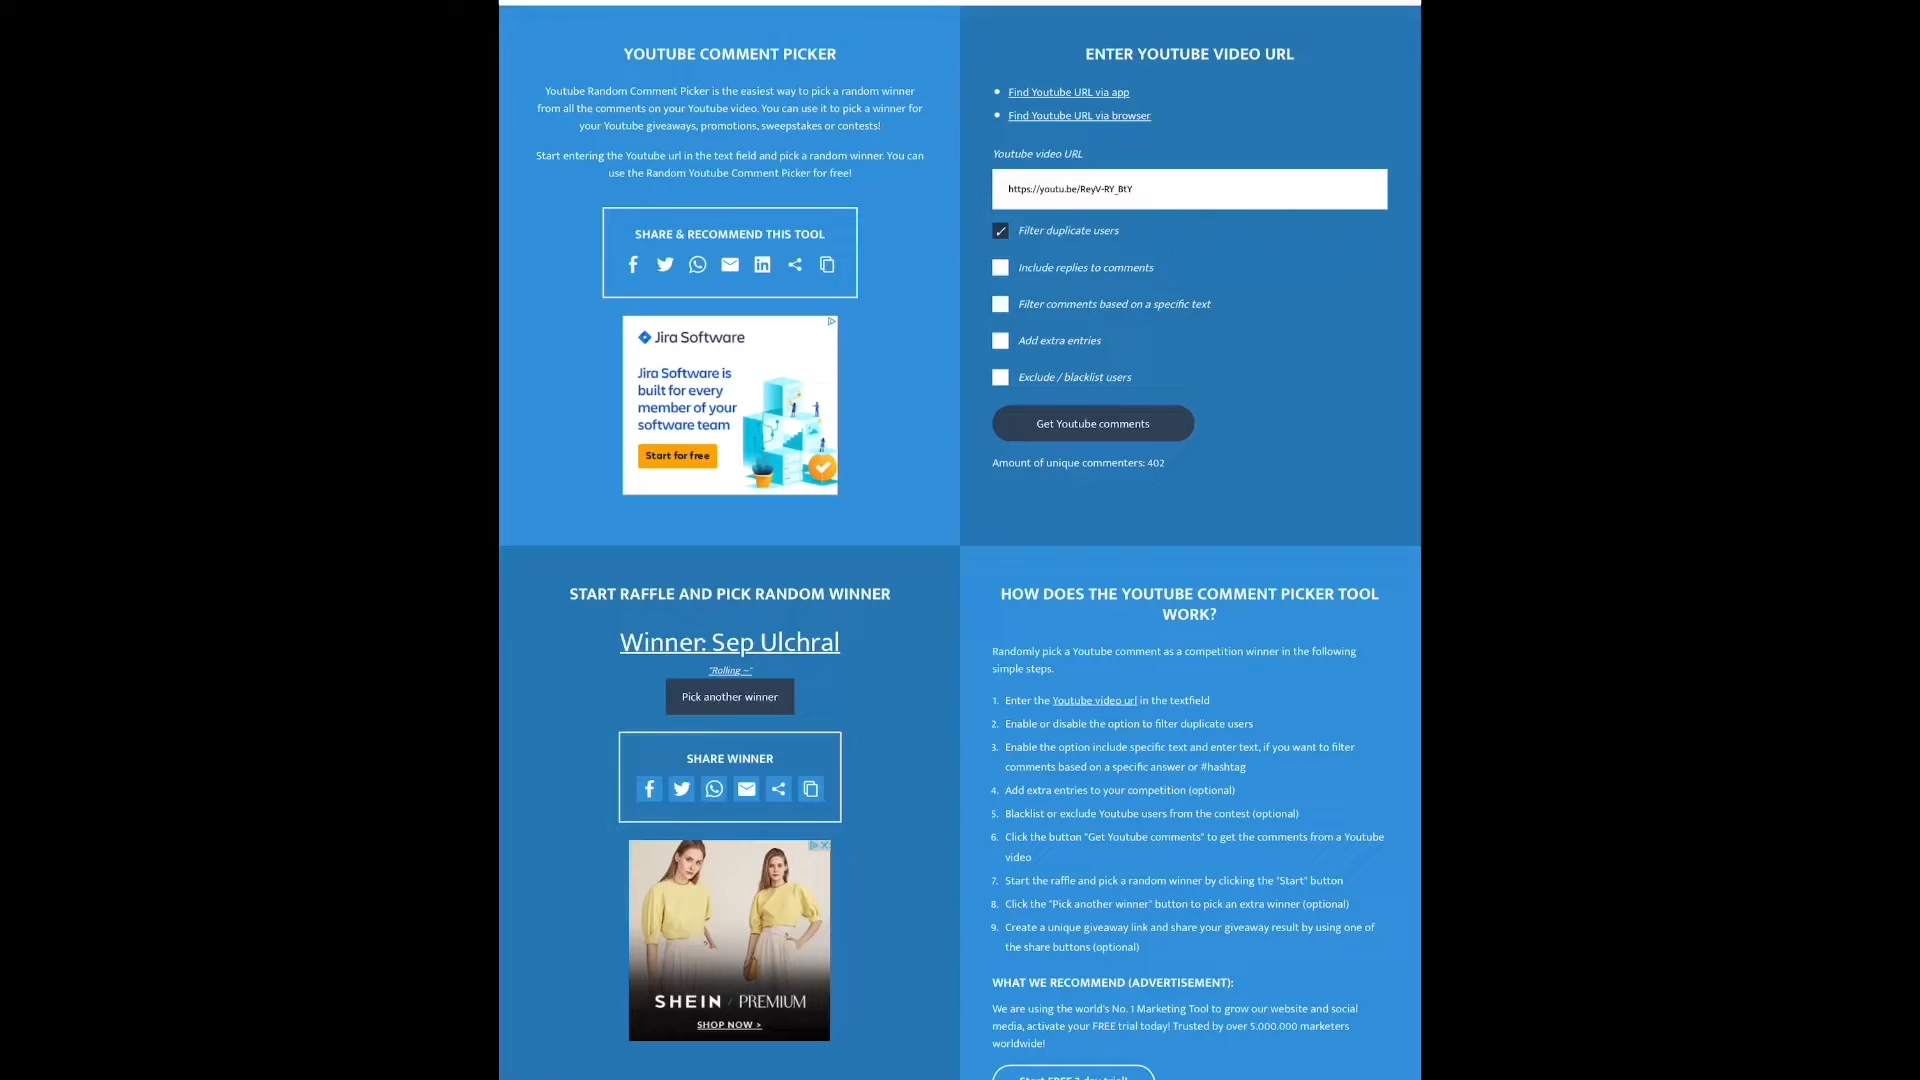 YOUTUBE COMMENT PICKER
Youtube Random Comment Picker is the easiest way to pick a random winner
from all the comments on your Youtube video. You can use it to pick a winner for
your Youtube giveaways, promotions, sweepstakes or contests!
Start entering the Youtube url in the text field and pick a random winner. You can
use the Random Youtube Comment Picker for free!
SHARE & RECOMMEND THIS TOOL
Jira Software
Jira Software is
built for every
member of your
software team
Start for free
ENTER YOUTUBE VIDEO URL
Find Youtube URL via app
Find Youtube URL via browser
Youtube video URL
https://youtu.be/ReyV-RY_BtY
Filter duplicate users
Include replies to comments
Filter comments based on a specific text
Add extra entries
Exclude / blacklist users
Get Youtube comments
Amount of unique commenters: 402
START RAFFLE AND PICK RANDOM WINNER
Winner: Sep Ulchral
"Rolling ~"
Pick another winner
SHARE WINNER
SHEIN / PREMIUM
SHOP NOW >
HOW DOES THE YOUTUBE COMMENT PICKER TOOL
WORK?
Randomly pick a Youtube comment as a competition winner in the following
simple steps.
1. Enter the Youtube video url in the textfield
2. Enable or disable the option to filter duplicate users
3. Enable the option include specific text and enter text, if you want to filter
comments based on a specific answer or #hashtag
4. Add extra entries to your competition (optional)
5. Blacklist or exclude Youtube users from the contest (optional)
6. Click the button "Get Youtube comments" to get the comments from a Youtube
video
7. Start the raffle and pick a random winner by clicking the "Start" button
8. Click the "Pick another winner" button to pick an extra winner (optional)
9. Create a unique giveaway link and share your giveaway result by using one of
the share buttons (optional)
WHAT WE RECOMMEND (ADVERTISEMENT):
We are using the world's No. 1 Marketing Tool to grow our website and social
media, activate your FREE trial today! Trusted by over 5.000.000 marketers
worldwide!